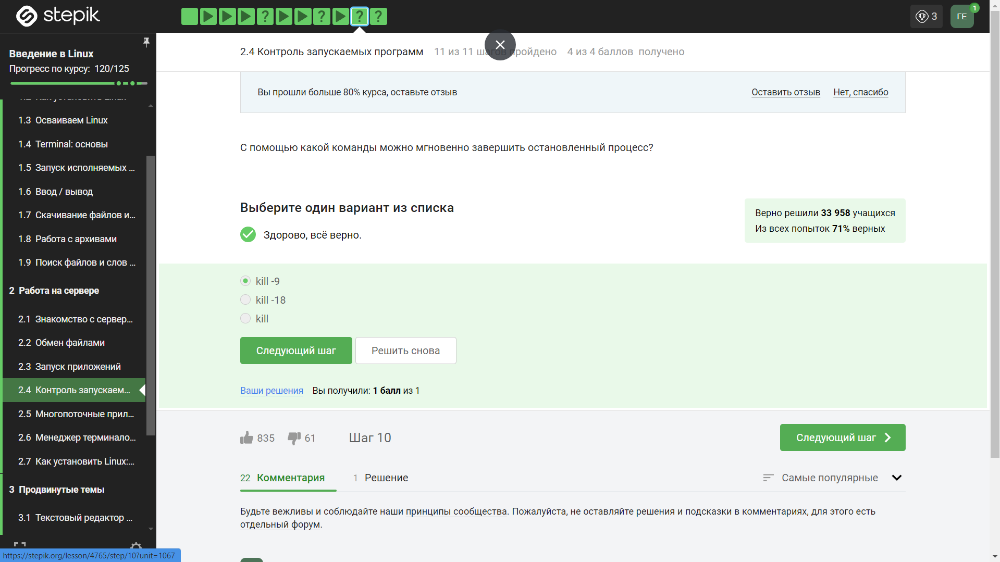 stepik
?
?
?
?
3
ГЕ
1
Введение в Linux
Прогресс по курсу: 120/125
1.3 Осваиваем Linux
1.4 Terminal: основы
1.5 Запуск исполняемых ...
1.6 Ввод / вывод
1.7 Скачивание файлов и...
1.8 Работа с архивами
1.9 Поиск файлов и слов ...
2 Работа на сервере
2.1 Знакомство с сервер...
2.2 Обмен файлами
2.3 Запуск приложений
2.4 Контроль запускаем...
2.5 Многопоточные прил...
2.6 Менеджер терминало...
2.7 Как установить Linux:...
3 Продвинутые темы
3.1 Текстовый редактор ...
https://stepik.org/lesson/4765/step/10?unit=1067
2.4 Контроль запускаемых программ 11 из 11 шагов пройдено 4 из 4 баллов получено
Вы прошли больше 80% курса, оставьте отзыв
Оставить отзыв
Нет, спасибо
С помощью какой команды можно мгновенно завершить остановленный процесс?
Выберите один вариант из списка
Здорово, всё верно.
Верно решили 33 958 учащихся
Из всех попыток 71% верных
kill -9
kill -18
kill
Следующий шаг
Решить снова
Ваши решения Вы получили: 1 балл из 1
835
61
Шаг 10
Следующий шаг
22 Комментария
1 Решение
Самые популярные
Будьте вежливы и соблюдайте наши принципы сообщества. Пожалуйста, не оставляйте решения и подсказки в комментариях, для этого есть
отдельный форум.